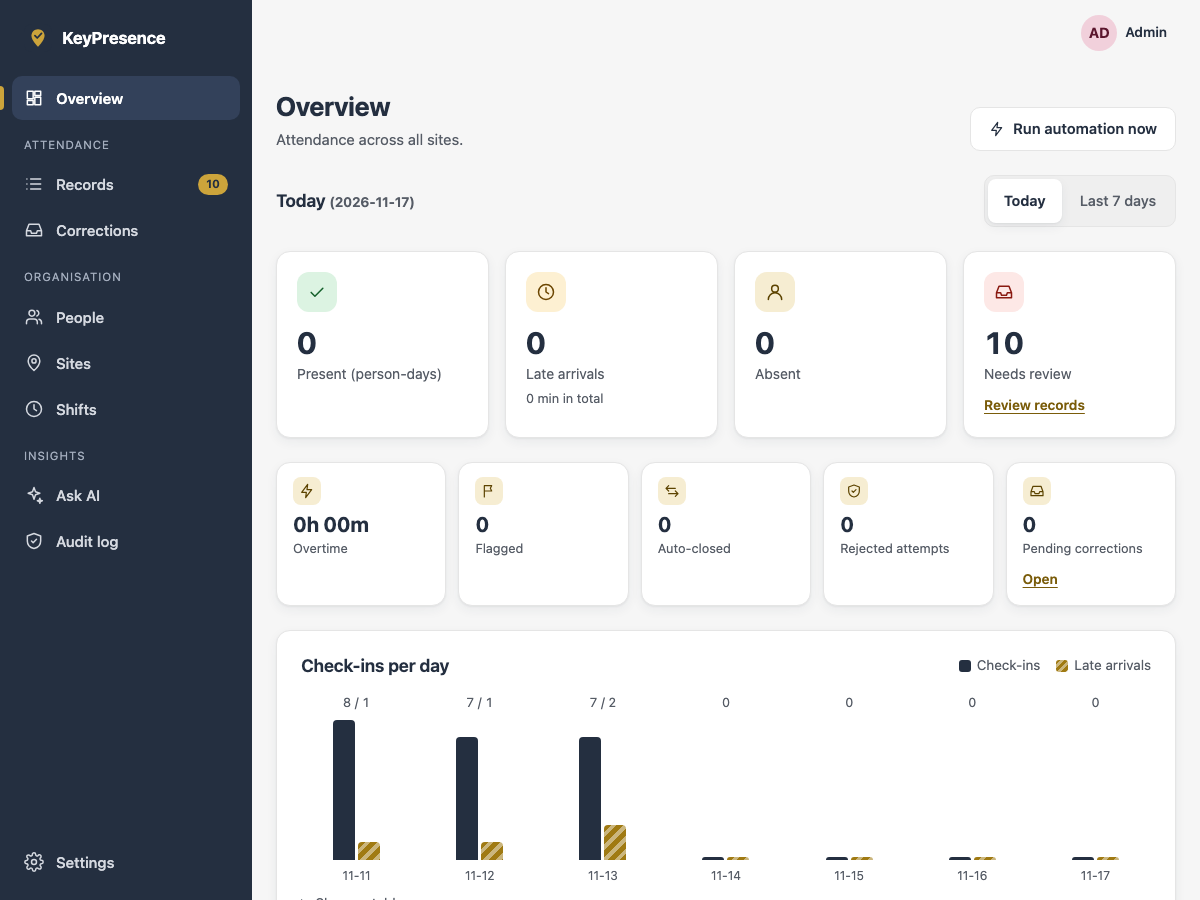 KeyPresence
AD Admin
Overview
ATTENDANCE
Records 10
Corrections
ORGANISATION
People
Sites
Shifts
INSIGHTS
Ask AI
Audit log
Settings
Overview
Attendance across all sites.
Run automation now
Today (2026-11-17)
Today Last 7 days
0
Present (person-days)
0
Late arrivals
0 min in total
0
Absent
10
Needs review
Review records
0h 00m
Overtime
0
Flagged
0
Auto-closed
0
Rejected attempts
0
Pending corrections
Open
Check-ins per day
Check-ins Late arrivals
8 / 1 7 / 1 7 / 2 0 0 0 0
11-11 11-12 11-13 11-14 11-15 11-16 11-17